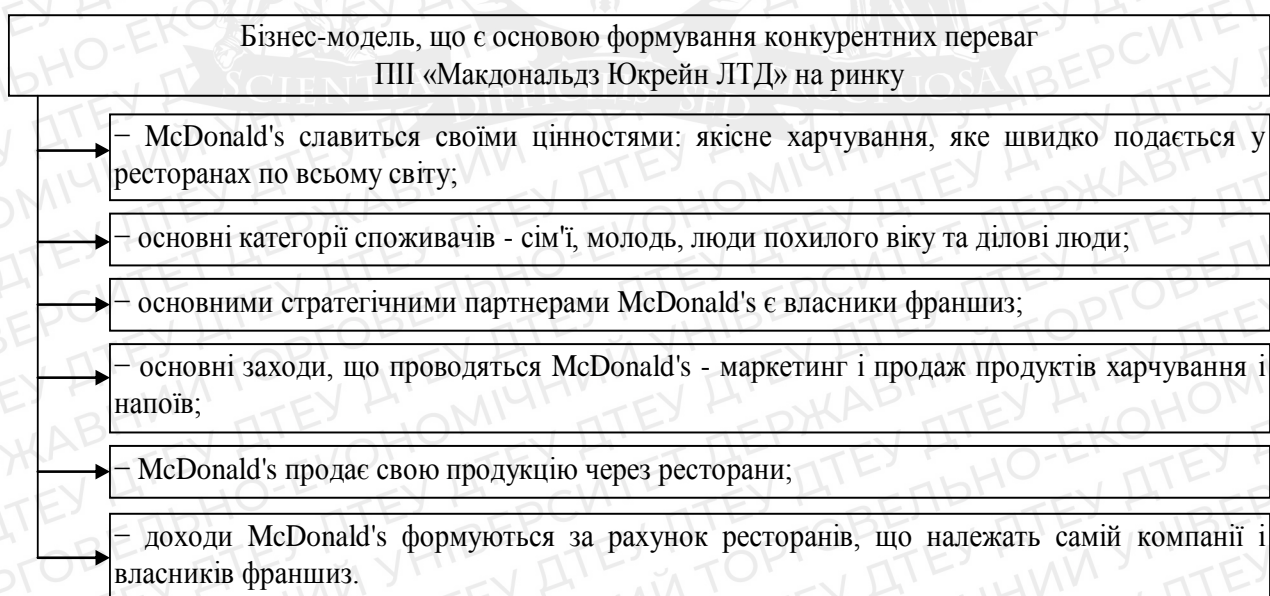 Бізнес-модель, що є основою формування конкурентних переваг
ПІІ «Макдональдз Юкрейн ЛТД» на ринку
− McDonald's славиться своїми цінностями: якісне харчування, яке швидко подається у
ресторанах по всьому світу;
− основні категорії споживачів - сім'ї, молодь, люди похилого віку та ділові люди;
− основними стратегічними партнерами McDonald's є власники франшиз;
− основні заходи, що проводяться McDonald's - маркетинг і продаж продуктів харчування і
напоїв;
− McDonald's продає свою продукцію через ресторани;
− доходи McDonald's формуються за рахунок ресторанів, що належать самій компанії і
власників франшиз.